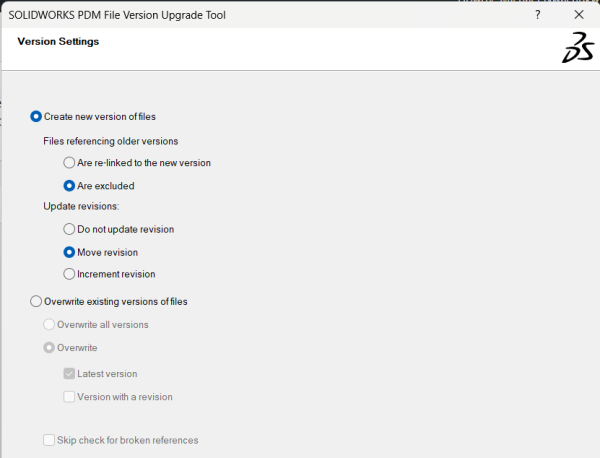 SOLIDWORKS PDM File Version Upgrade Tool
?
Version Settings
Create new version of files
Files referencing older versions
Are re-linked to the new version
Are excluded
Update revisions:
Do not update revision
Move revision
Increment revision
Overwrite existing versions of files
Overwrite all versions
Overwrite
Latest version
Version with a revision
Skip check for broken references